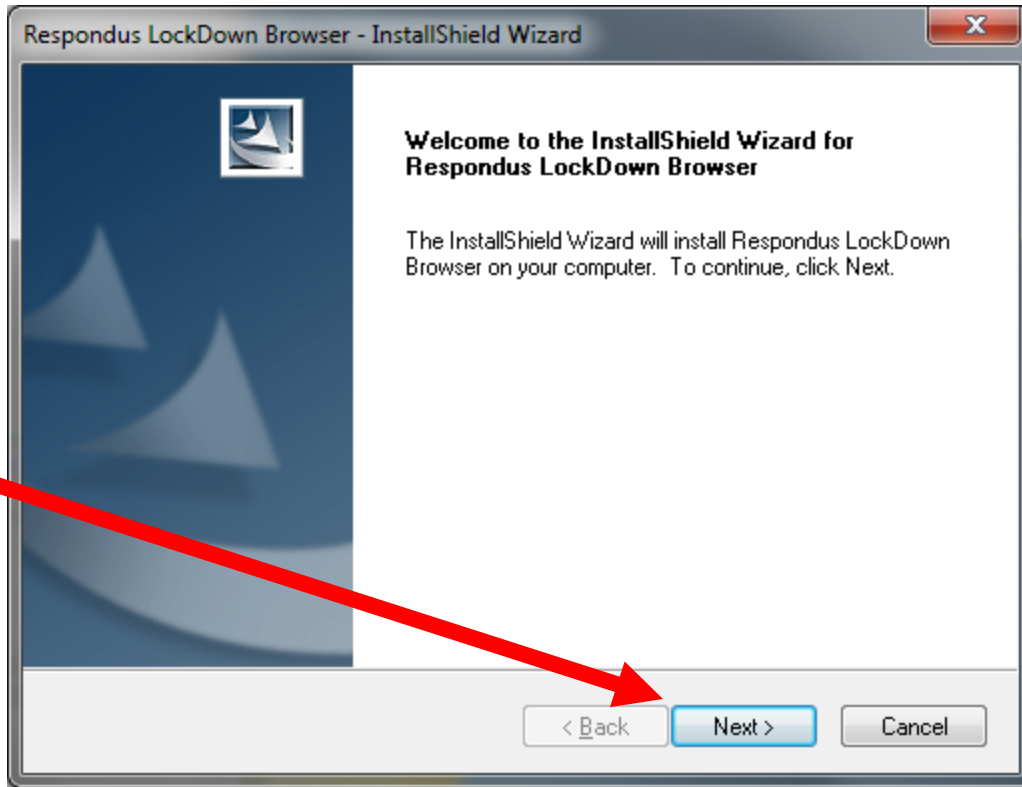 Respondus LockDown Browser - InstallShield Wizard
Welcome to the InstallShield Wizard for
Respondus LockDown Browser
The InstallShield Wizard will install Respondus LockDown
Browser on your computer.  To continue, click Next.
< Back Next > Cancel